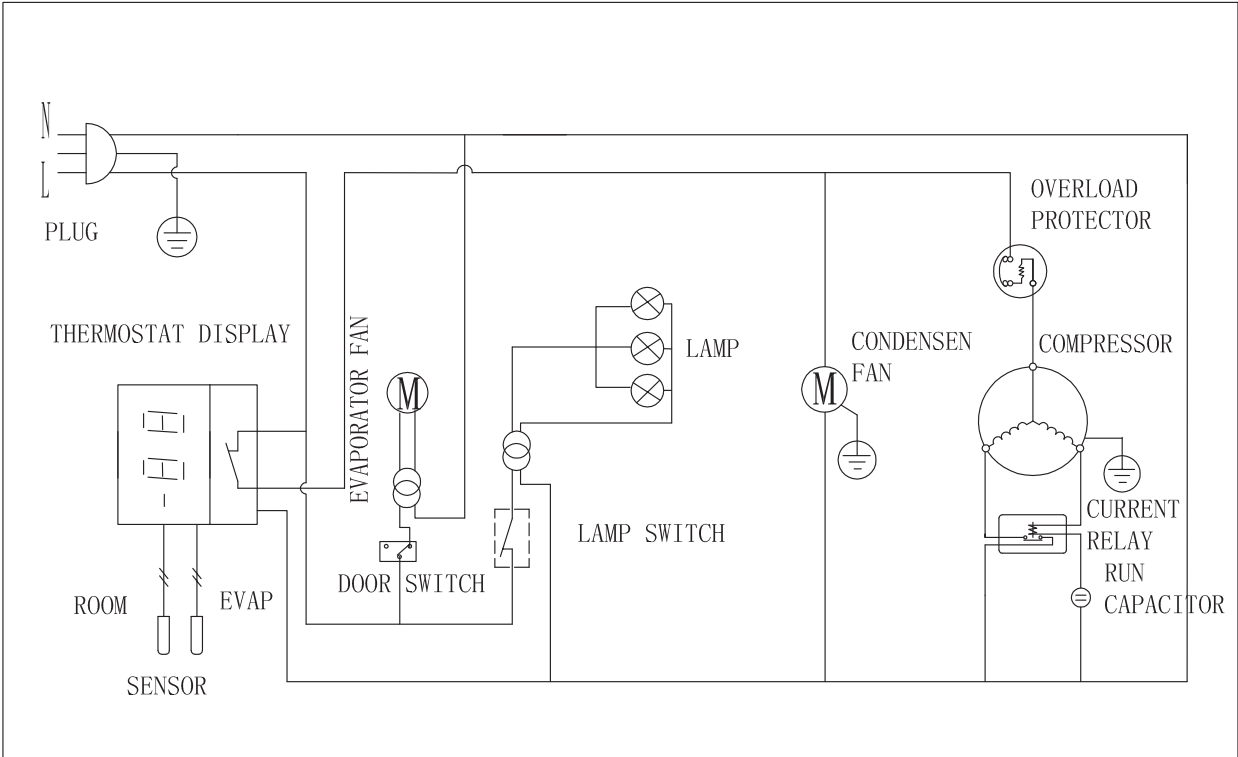 N
L
PLUG
OVERLOAD
PROTECTOR
THERMOSTAT DISPLAY
EVAPORATOR FAN
M
LAMP
CONDENSEN
FAN
M
COMPRESSOR
LAMP SWITCH
DOOR SWITCH
CURRENT
RELAY
RUN
CAPACITOR
ROOM
EVAP
SENSOR